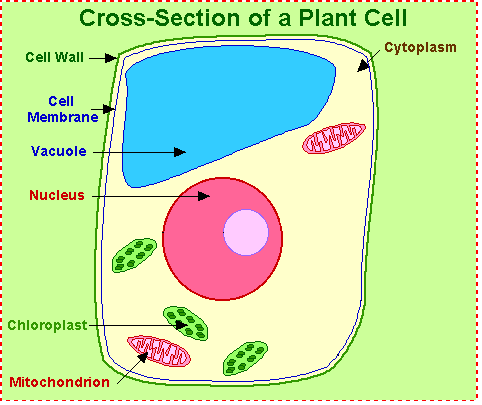 Cross-Section of a Plant Cell
Cell Wall
Cytoplasm
Cell
Membrane
Vacuole
Nucleus
Chloroplast
Mitochondrion